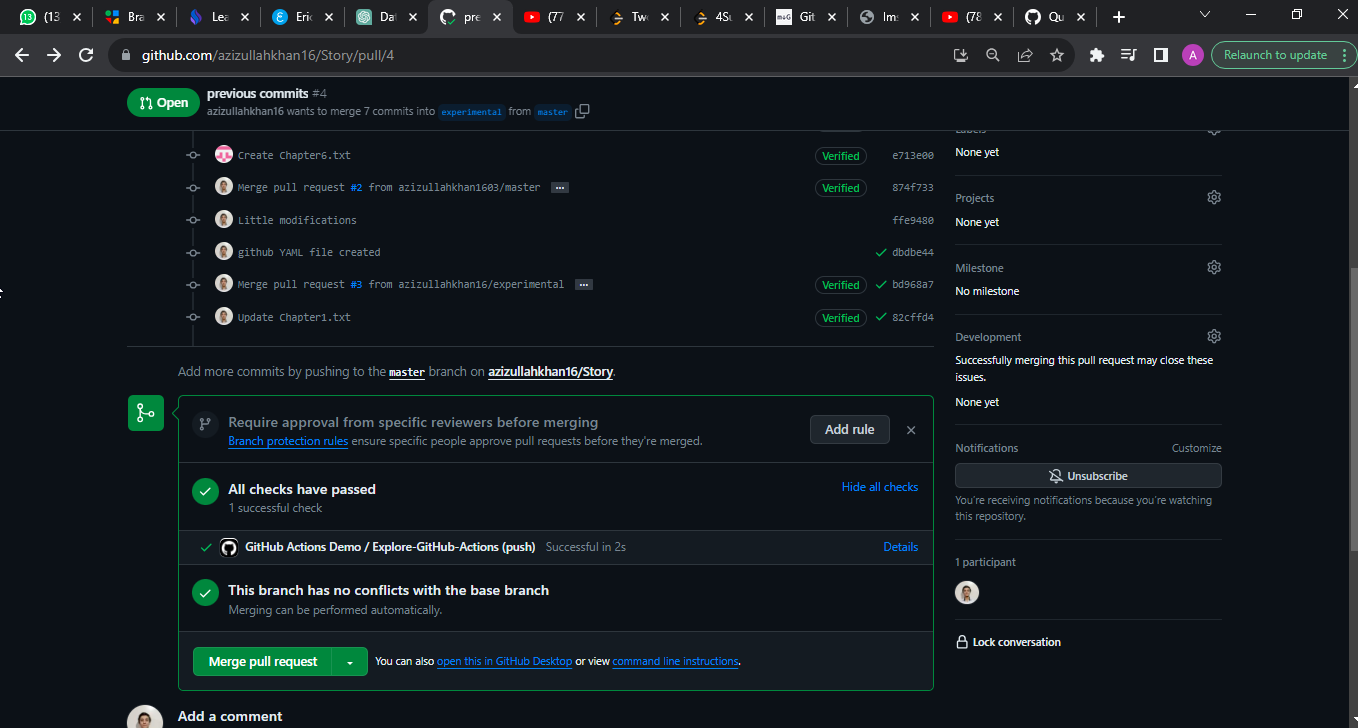 13 (13 Bra Lea Eric Dat pre (77 Tw 4Su M&G Git Ims (78 Qu
github.com/azizullahkhan16/Story/pull/4 A Relaunch to update
Open previous commits #4
azizullahkhan16 wants to merge 7 commits into experimental from master
Labels
Create Chapter6.txt Verified e713e00
None yet
Merge pull request #2 from azizullahkhan1603/master ... Verified 874f733
Projects
Little modifications ffe9480
None yet
github YAML file created dbdbe44
Milestone
Merge pull request #3 from azizullahkhan16/experimental ... Verified bd968a7
No milestone
Update Chapter1.txt Verified 82cffd4
Development
Successfully merging this pull request may close these
issues.
None yet
Add more commits by pushing to the master branch on azizullahkhan16/Story.
Require approval from specific reviewers before merging
Branch protection rules ensure specific people approve pull requests before they're merged.
Add rule
Notifications Customize
Unsubscribe
You're receiving notifications because you're watching
this repository.
All checks have passed
1 successful check
Hide all checks
GitHub Actions Demo / Explore-GitHub-Actions (push) Successful in 2s Details
1 participant
This branch has no conflicts with the base branch
Merging can be performed automatically.
Lock conversation
Merge pull request You can also open this in GitHub Desktop or view command line instructions.
Add a comment